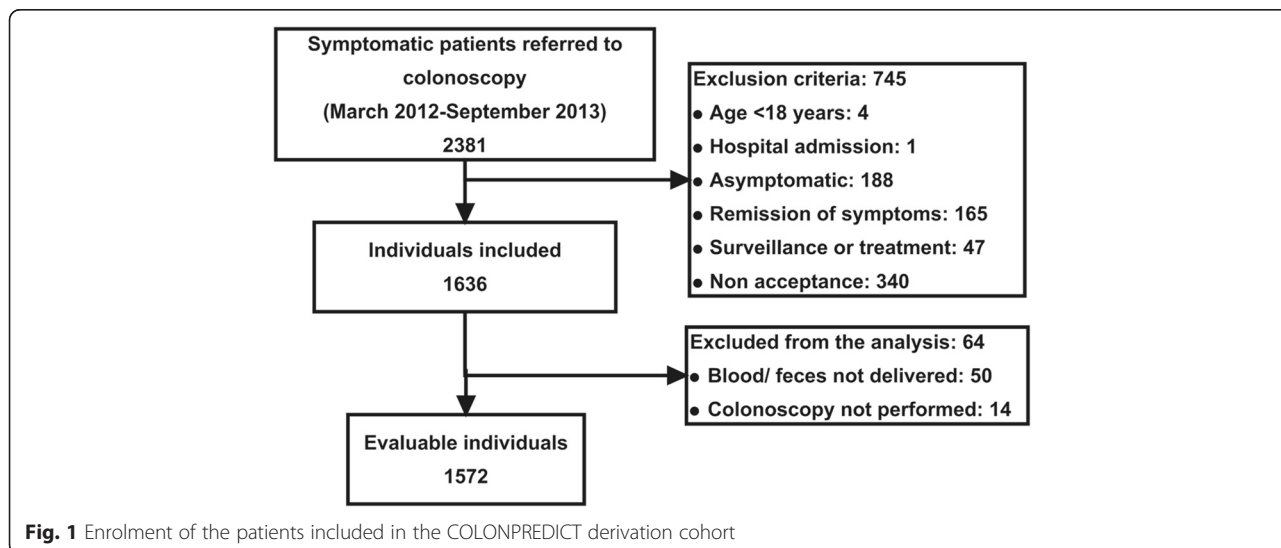 Symptomatic patients referred to
colonoscopy
(March 2012-September 2013)
2381
Exclusion criteria: 745
● Age <18 years: 4
● Hospital admission: 1
● Asymptomatic: 188
● Remission of symptoms: 165
● Surveillance or treatment: 47
● Non acceptance: 340
Individuals included
1636
Excluded from the analysis: 64
● Blood/ feces not delivered: 50
● Colonoscopy not performed: 14
Evaluable individuals
1572
Fig. 1 Enrolment of the patients included in the COLONPREDICT derivation cohort